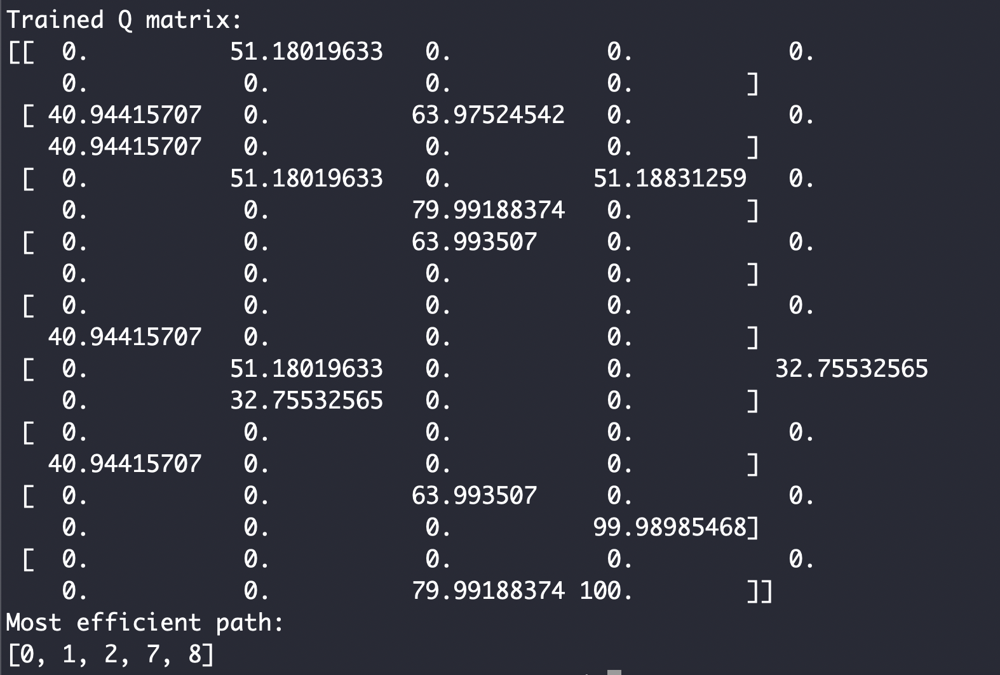 Trained Q matrix:
[[  0.          51.18019633   0.           0.           0.
    0.           0.           0.           0.        ]
 [ 40.94415707   0.          63.97524542   0.           0.
   40.94415707   0.           0.           0.        ]
 [  0.          51.18019633   0.          51.18831259   0.
    0.           0.          79.99188374   0.        ]
 [  0.           0.          63.993507     0.           0.
    0.           0.           0.           0.        ]
 [  0.           0.           0.           0.           0.
   40.94415707   0.           0.           0.        ]
 [  0.          51.18019633   0.           0.          32.75532565
    0.          32.75532565   0.           0.        ]
 [  0.           0.           0.           0.           0.
   40.94415707   0.           0.           0.        ]
 [  0.           0.          63.993507     0.           0.
    0.           0.           0.          99.98985468]
 [  0.           0.           0.           0.           0.
    0.           0.          79.99188374 100.        ]]
Most efficient path:
[0, 1, 2, 7, 8]